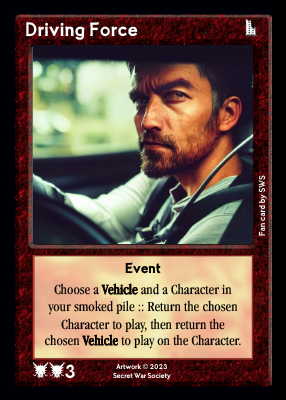 Driving Force
Fan card by SWS
Event
Choose a Vehicle and a Character in
your smoked pile :: Return the chosen
Character to play, then return the
chosen Vehicle to play on the Character.
3
Artwork © 2023
Secret War Society